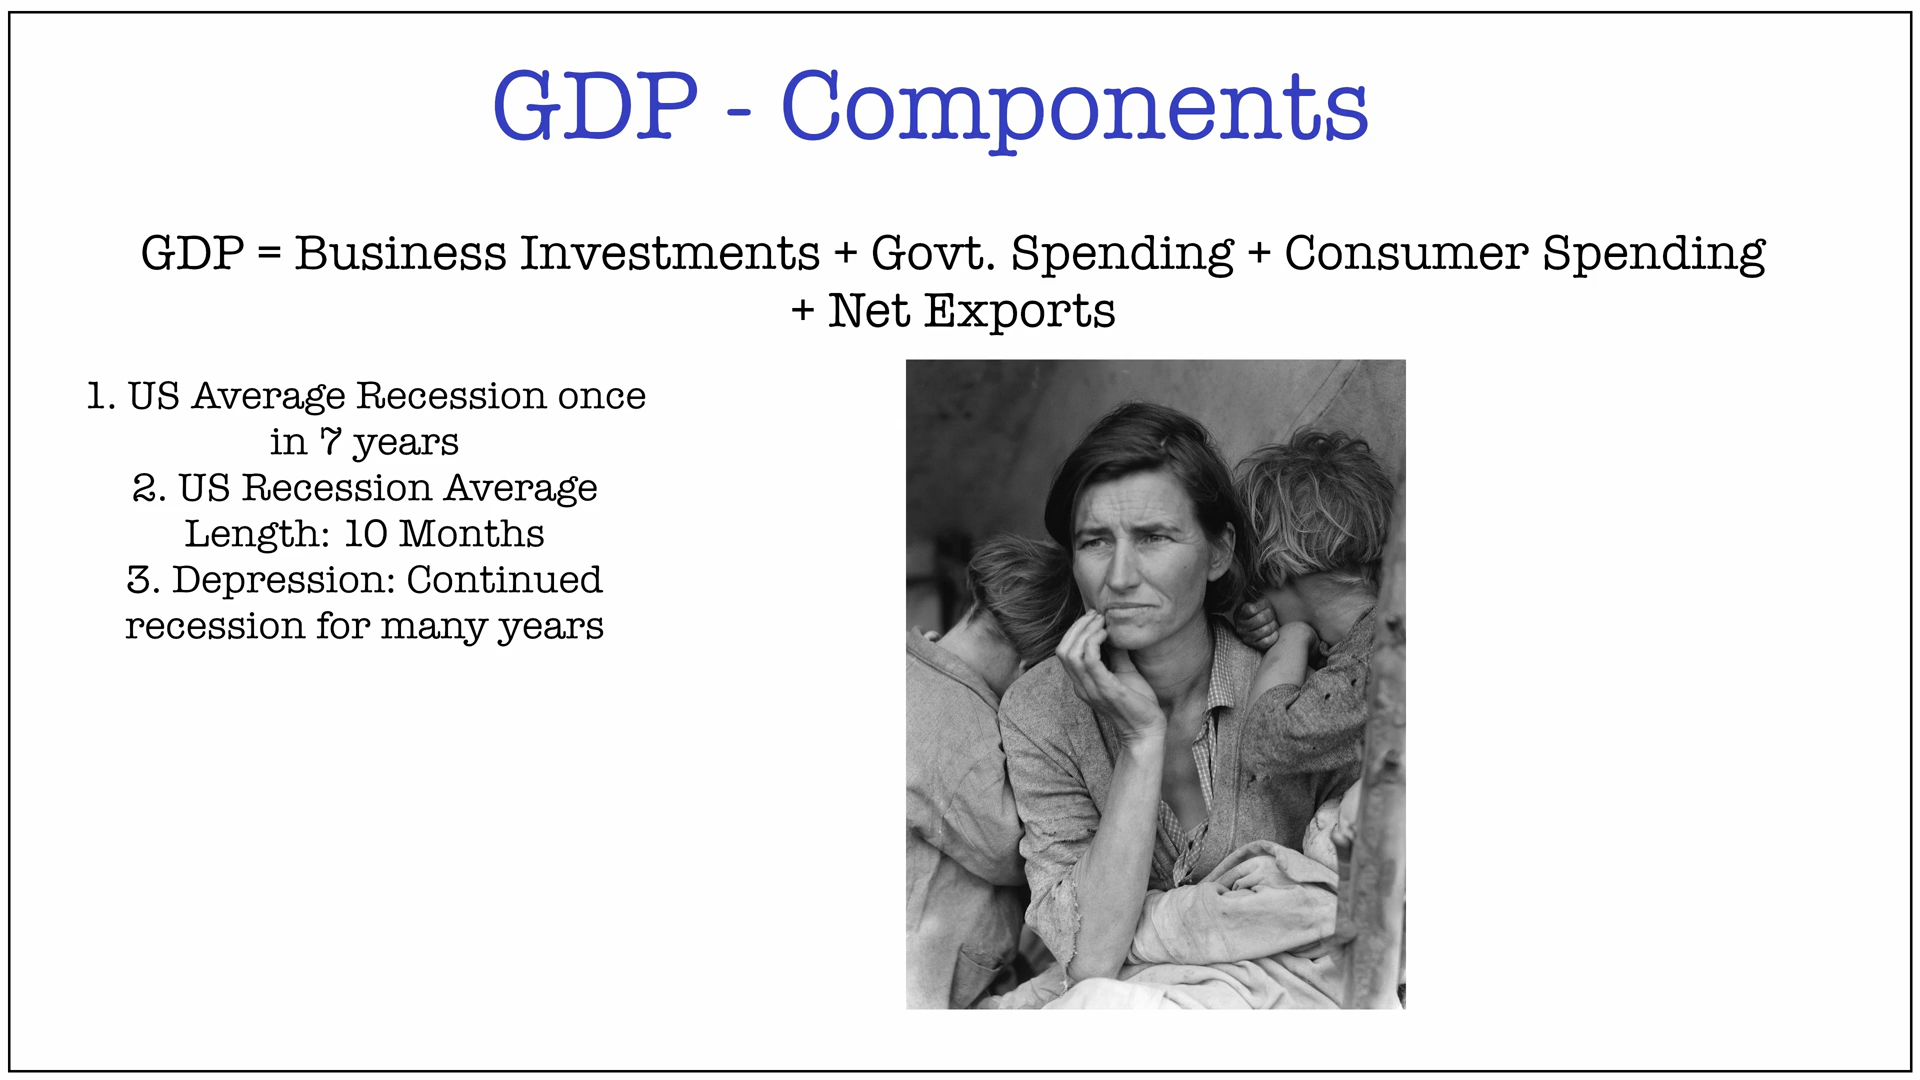 GDP - Components
GDP = Business Investments + Govt. Spending + Consumer Spending
+ Net Exports
1. US Average Recession once
in 7 years
2. US Recession Average
Length: 10 Months
3. Depression: Continued
recession for many years